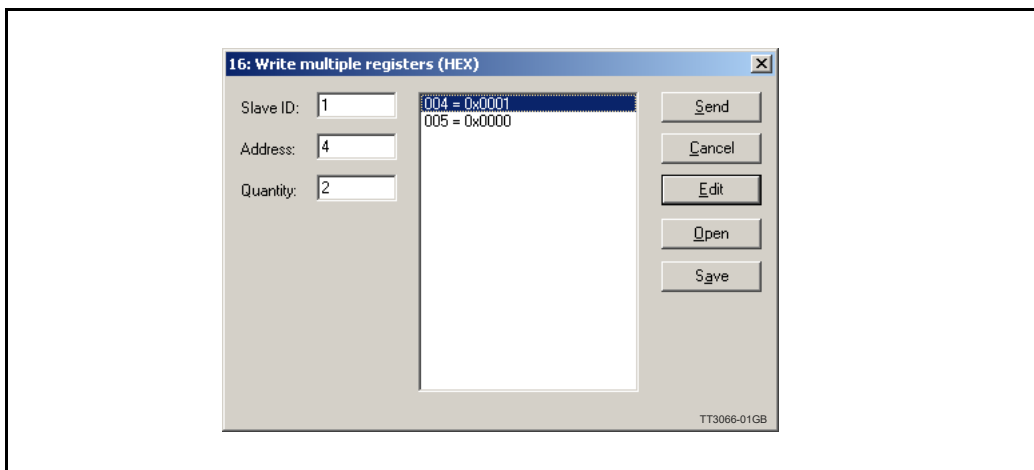 16: Write multiple registers (HEX)
Slave ID: 1
Address: 4
Quantity: 2
004 = 0x0001
005 = 0x0000
Send
Cancel
Edit
Open
Save
TT3066-01GB